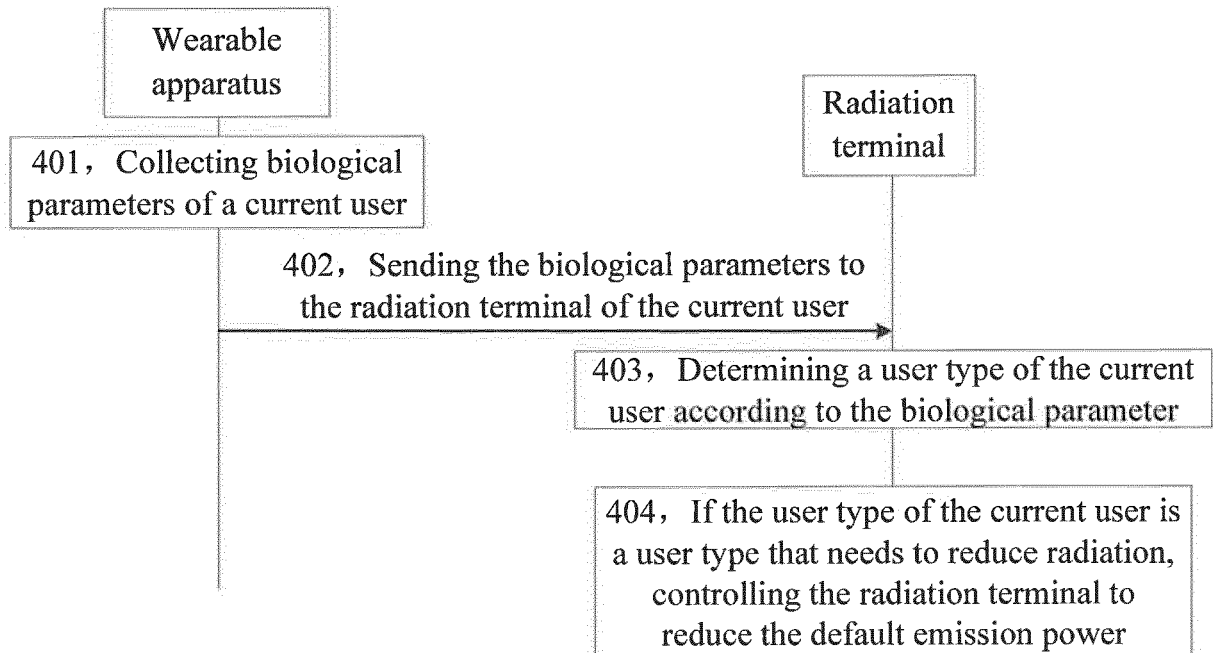 Wearable
apparatus
Radiation
terminal
401，Collecting biological
parameters of a current user
402，Sending the biological parameters to
the radiation terminal of the current user
403，Determining a user type of the current
user according to the biological parameter
404，If the user type of the current user is
a user type that needs to reduce radiation,
controlling the radiation terminal to
reduce the default emission power